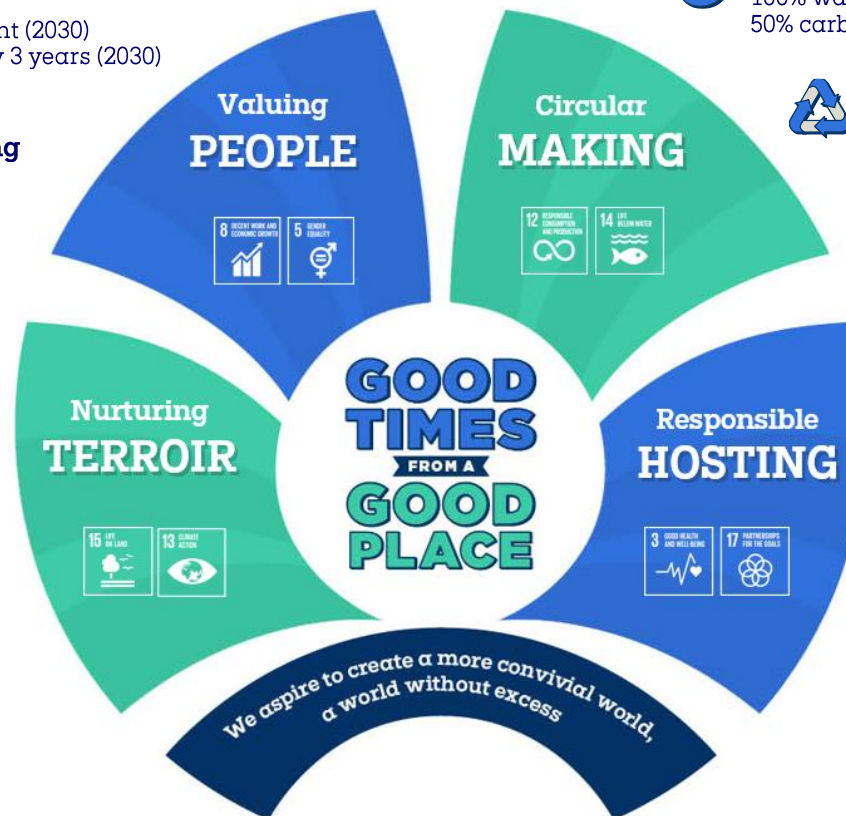 (2030)
3 years (2030)
100%
50%
Valuing
PEOPLE
8 DECENT WORK AND
ECONOMIC GROWTH
5 GENDER
EQUALITY
Circular
MAKING
12 RESPONSIBLE
CONSUMPTION
AND PRODUCTION
14 LIFE
BELOW WATER
Nurturing
TERROIR
15 LIFE
ON LAND
13 CLIMATE
ACTION
GOOD
TIMES
FROM A
GOOD
PLACE
Responsible
HOSTING
3 GOOD HEALTH
AND WELL-BEING
17 PARTNERSHIPS
FOR THE GOALS
We aspire to create a more convivial world,
a world without excess